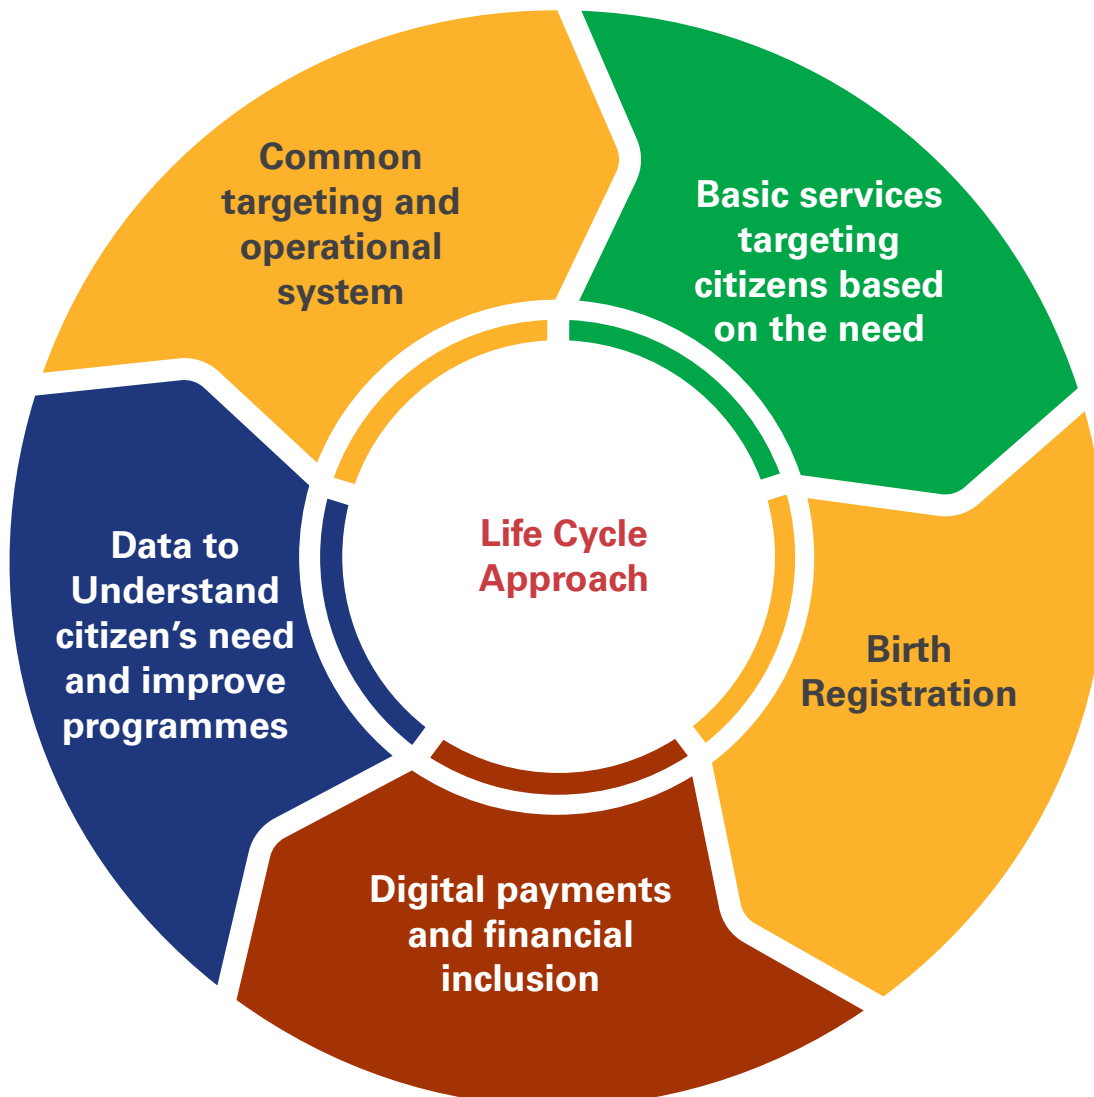 Common
targeting and
operational
system
Basic services
targeting
citizens based
on the need
Life Cycle
Approach
Data to
Understand
citizen’s need
and improve
programmes
Birth
Registration
Digital payments
and financial
inclusion